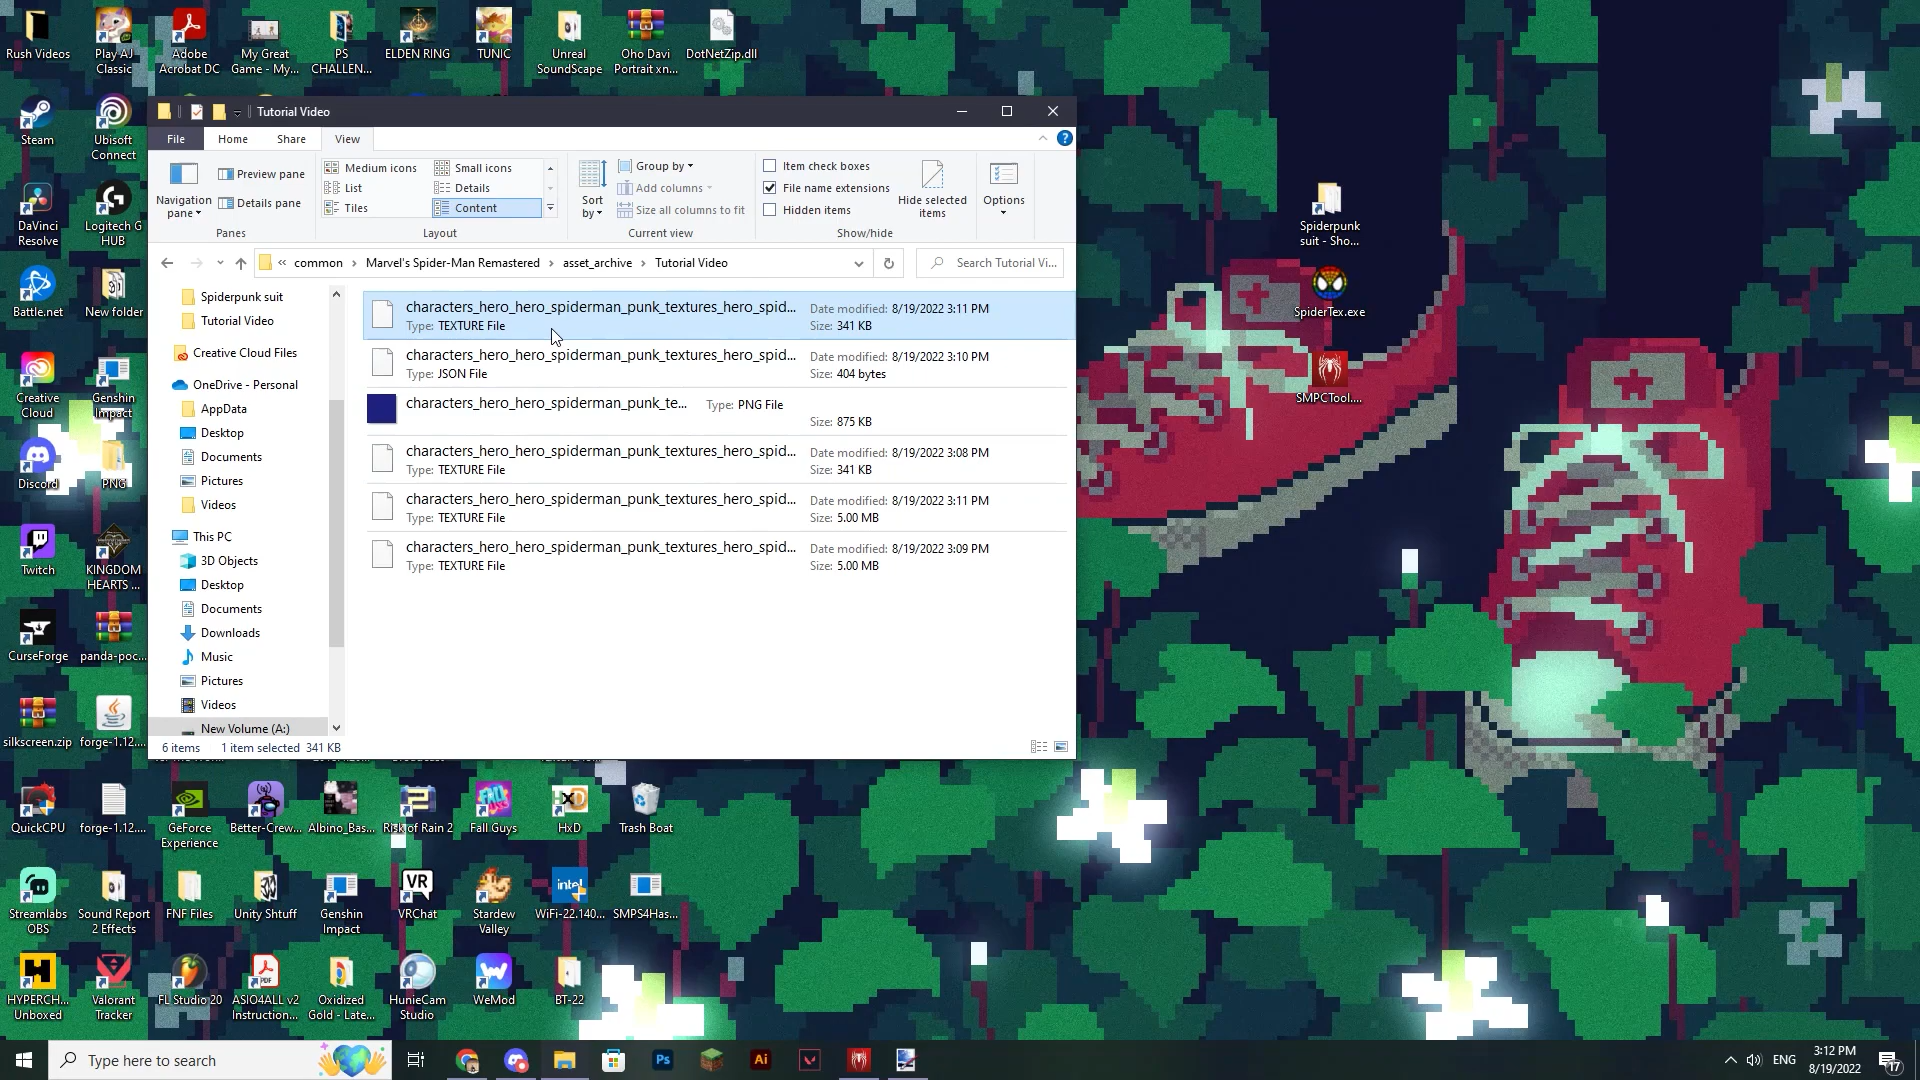 Rush Videos
Play AJ Classic
Adobe Acrobat DC
My Great Game - My...
PS CHALLEN...
ELDEN RING
TUNIC
Unreal SoundScape
Oho Davi Portrait xn...
DotNetZip.dll
Tutorial Video
File
Home
Share
View
Navigation pane
Preview pane
Details pane
Panes
Medium icons
Small icons
List
Details
Tiles
Content
Layout
Sort by
Group by
Add columns
Size all columns to fit
Current view
Item check boxes
File name extensions
Hidden items
Hide selected items
Show/hide
Options
« common › Marvel's Spider-Man Remastered › asset_archive › Tutorial Video
Search Tutorial Vi...
Spiderpunk suit
Tutorial Video
Creative Cloud Files
OneDrive - Personal
AppData
Desktop
Documents
Pictures
Videos
This PC
3D Objects
Desktop
Documents
Downloads
Music
Pictures
Videos
New Volume (A:)
characters_hero_hero_spiderman_punk_textures_hero_spid... Date modified: 8/19/2022 3:11 PM
Type: TEXTURE File Size: 341 KB
characters_hero_hero_spiderman_punk_textures_hero_spid... Date modified: 8/19/2022 3:10 PM
Type: JSON File Size: 404 bytes
characters_hero_hero_spiderman_punk_te... Type: PNG File
Size: 875 KB
characters_hero_hero_spiderman_punk_textures_hero_spid... Date modified: 8/19/2022 3:08 PM
Type: TEXTURE File Size: 341 KB
characters_hero_hero_spiderman_punk_textures_hero_spid... Date modified: 8/19/2022 3:11 PM
Type: TEXTURE File Size: 5.00 MB
characters_hero_hero_spiderman_punk_textures_hero_spid... Date modified: 8/19/2022 3:09 PM
Type: TEXTURE File Size: 5.00 MB
6 items 1 item selected 341 KB
Steam
Ubisoft Connect
DaVinci Resolve
Logitech G HUB
Battle.net
New folder
Creative Cloud
Genshin Impact
Discord
PNG
Twitch
KINGDOM HEARTS ...
CurseForge
panda-poc...
silkscreen.zip
forge-1.12....
Spiderpunk suit - Sho...
SpiderTex.exe
SMPCTool....
QuickCPU
forge-1.12....
GeForce Experience
Better-Crew...
Albino_Bas...
Risk of Rain 2
Fall Guys
HxD
Trash Boat
Streamlabs OBS
Sound Report 2 Effects
FNF Files
Unity Shtuff
Genshin Impact
VR
VRChat
Stardew Valley
intel
WiFi-22.140...
SMPS4Has...
HYPERCH... Unboxed
Valorant Tracker
FL Studio 20
PDF
ASIO4ALL v2 Instruction...
Oxidized Gold - Late...
HunieCam Studio
WeMod
BT-22
Type here to search
Ps
Ai
ENG
3:12 PM
8/19/2022
17